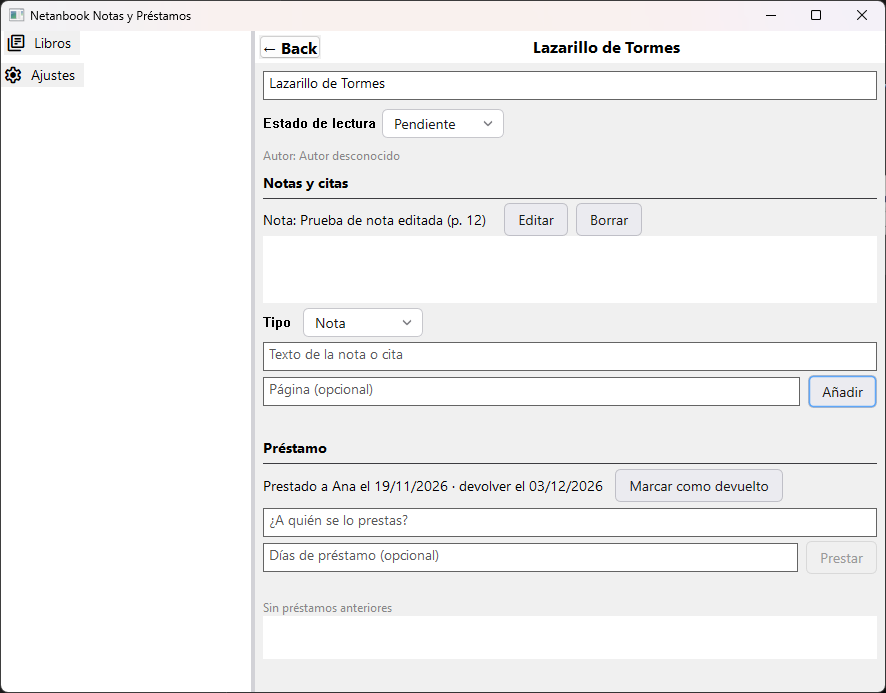 Netanbook Notas y Préstamos
Libros
Ajustes
← Back
Lazarillo de Tormes
Lazarillo de Tormes
Estado de lectura Pendiente
Autor: Autor desconocido
Notas y citas
Nota: Prueba de nota editada (p. 12) Editar Borrar
Tipo Nota
Texto de la nota o cita
Página (opcional) Añadir
Préstamo
Prestado a Ana el 19/11/2026 · devolver el 03/12/2026 Marcar como devuelto
¿A quién se lo prestas?
Días de préstamo (opcional) Prestar
Sin préstamos anteriores